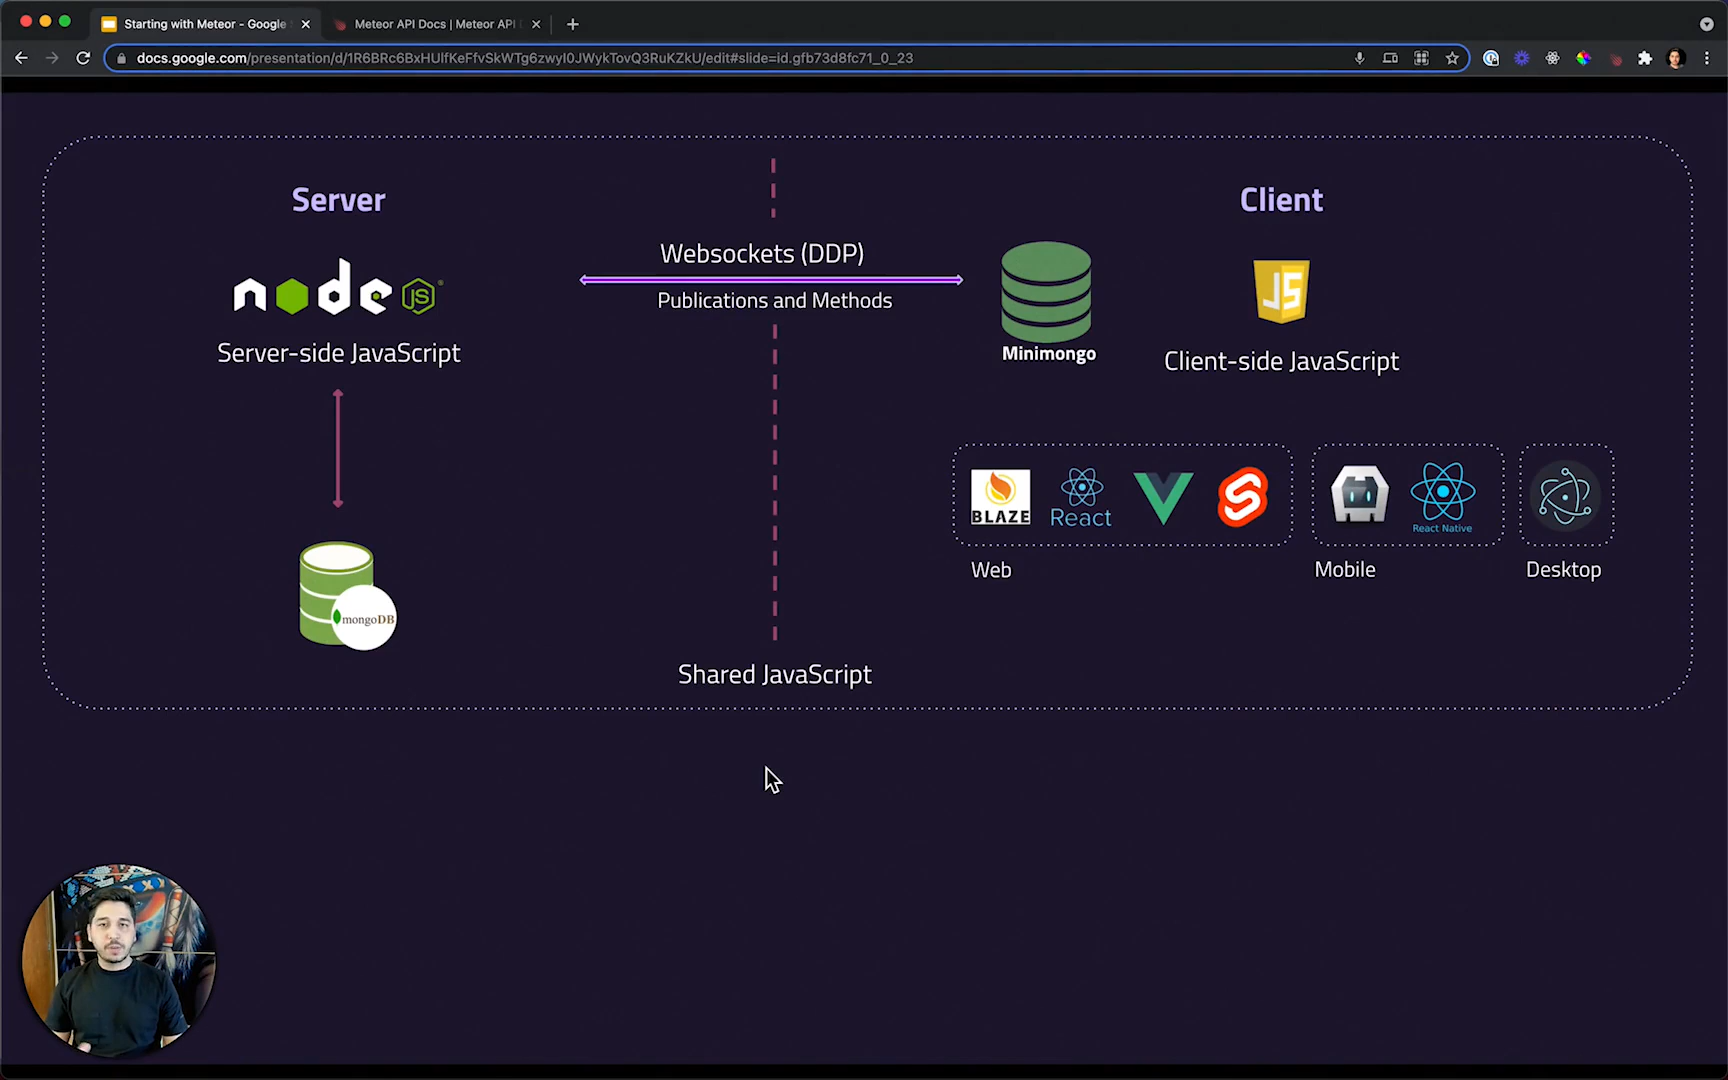 Starting with Meteor - Google
Meteor API Docs | Meteor API
docs.google.com/presentation/d/1R6BRc6BxHUlfKeFfvSkWTg6zwyI0JWykTovQ3RuKZkU/edit#slide=id.gfb73d8fc71_0_23
Server
Client
node
JS
Server-side JavaScript
Websockets (DDP)
Publications and Methods
Minimongo
JS
Client-side JavaScript
BLAZE
React
React Native
Web
Mobile
Desktop
mongoDB
Shared JavaScript